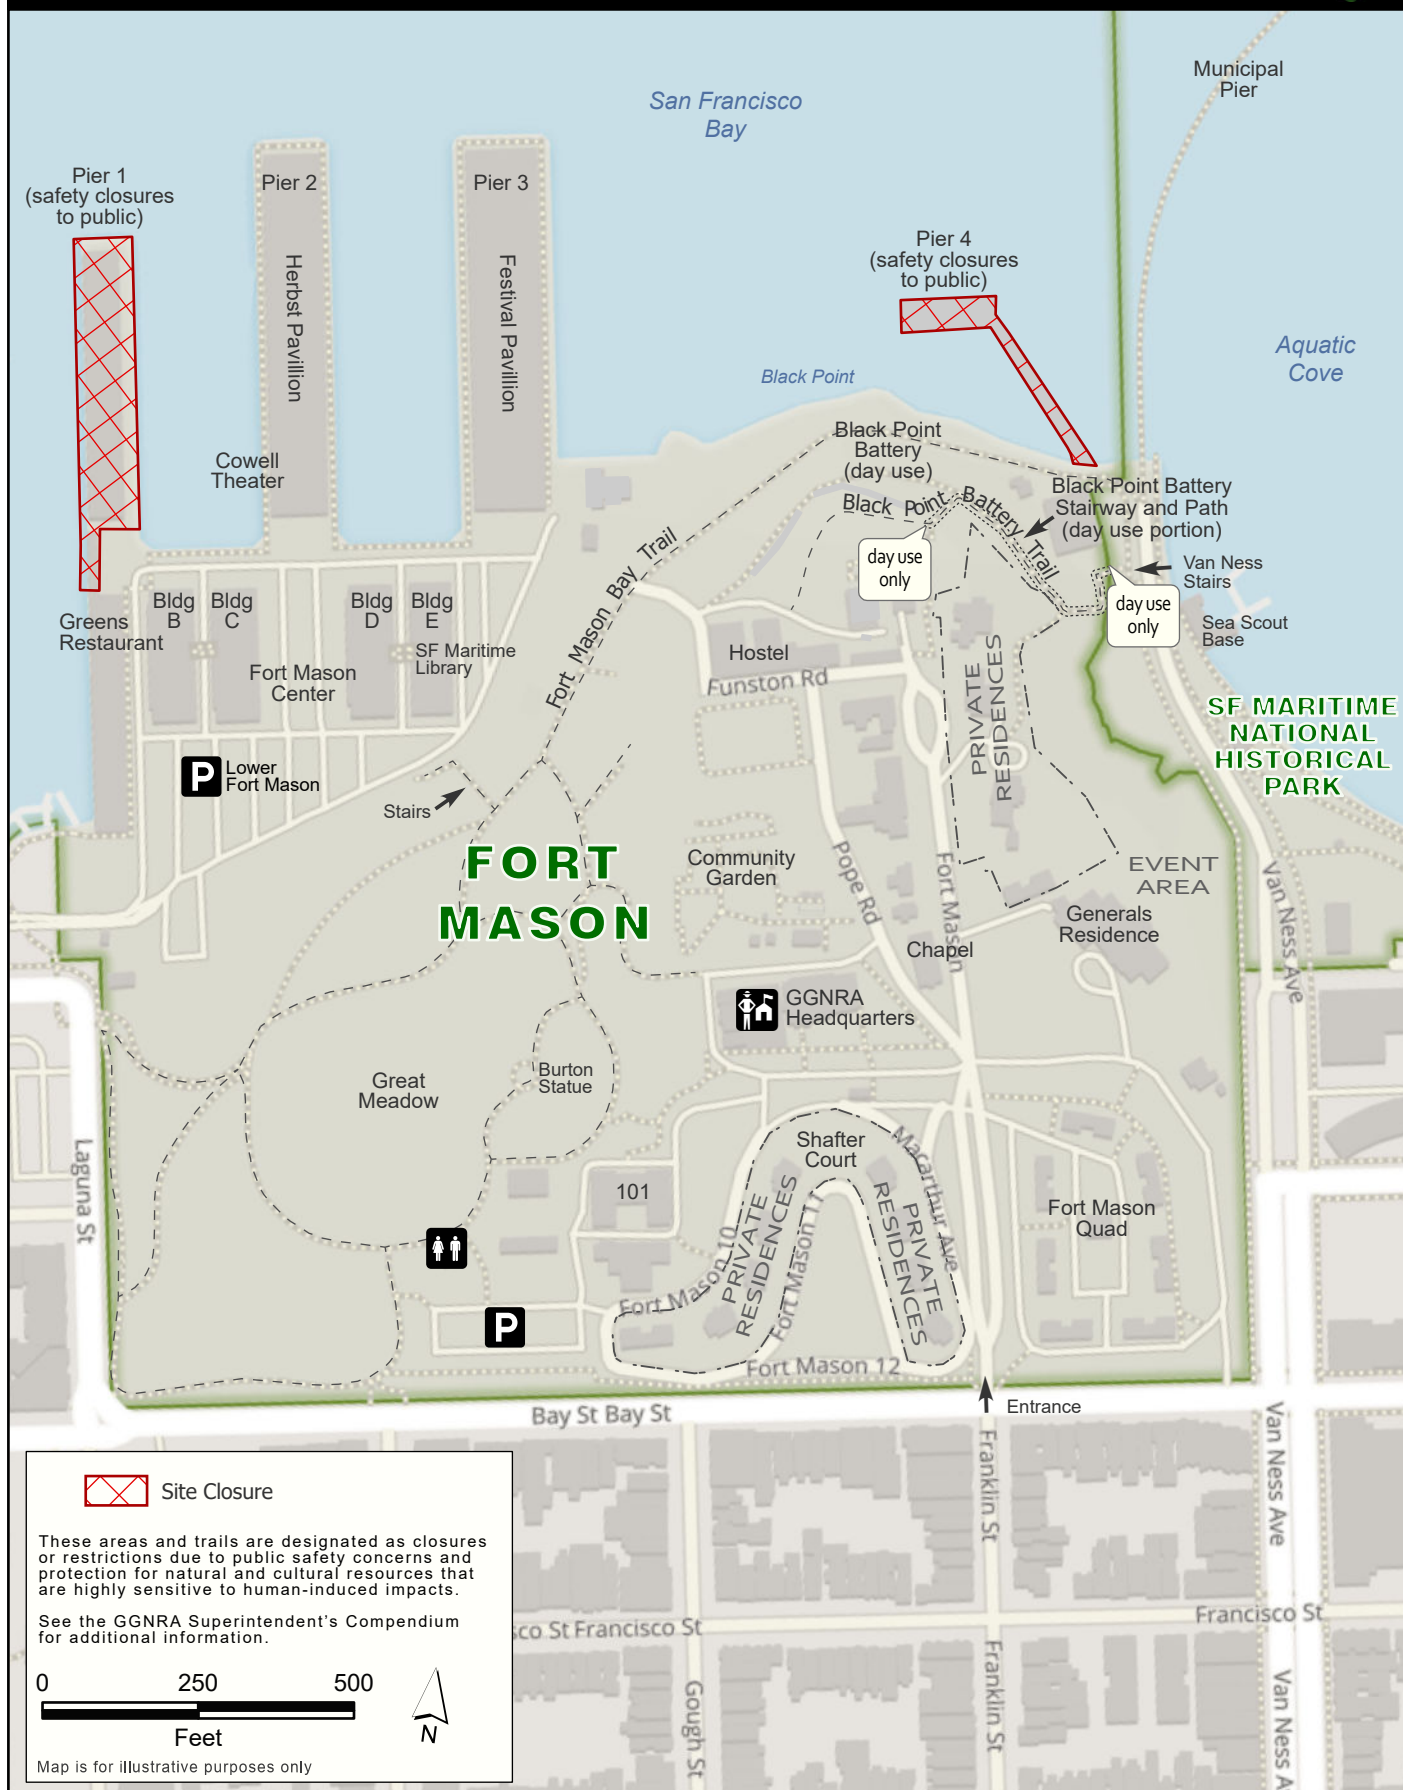 Municipal
Pier
San Francisco
Bay
Pier 1
(safety closures
to public)
Pier 2
Pier 3
Herbst Pavillion
Festival Pavillion
Pier 4
(safety closures
to public)
Aquatic
Cove
Black Point
Black Point
Battery
(day use)
Cowell
Theater
Black Point Battery Trail
Black Point Battery
Stairway and Path
(day use portion)
day use
only
Van Ness
Stairs
day use
only
Sea Scout
Base
Fort Mason Bay Trail
Greens
Restaurant
Bldg
B
Bldg
C
Bldg
D
Bldg
E
SF Maritime
Library
Fort Mason
Center
Hostel
Funston Rd
PRIVATE
RESIDENCES
SF MARITIME
NATIONAL
HISTORICAL
PARK
P
Lower
Fort Mason
Stairs
FORT
MASON
Community
Garden
Pope Rd
Fort Mason
EVENT
AREA
Van Ness Ave
Generals
Residence
Chapel
GGNRA
Headquarters
Great
Meadow
Burton
Statue
Laguna St
Shafter
Court
Macarthur Ave
101
PRIVATE
RESIDENCES
PRIVATE
RESIDENCES
Fort Mason
Quad
Fort Mason 10
Fort Mason 11
P
Fort Mason 12
Entrance
Bay St Bay St
Franklin St
Van Ness Ave
Site Closure
These areas and trails are designated as closures
or restrictions due to public safety concerns and
protection for natural and cultural resources that
are highly sensitive to human-induced impacts.
See the GGNRA Superintendent's Compendium
for additional information.
0 250 500
Feet
N
Map is for illustrative purposes only
sco St Francisco St
Francisco St
Gough St
Franklin St
Van Ness A